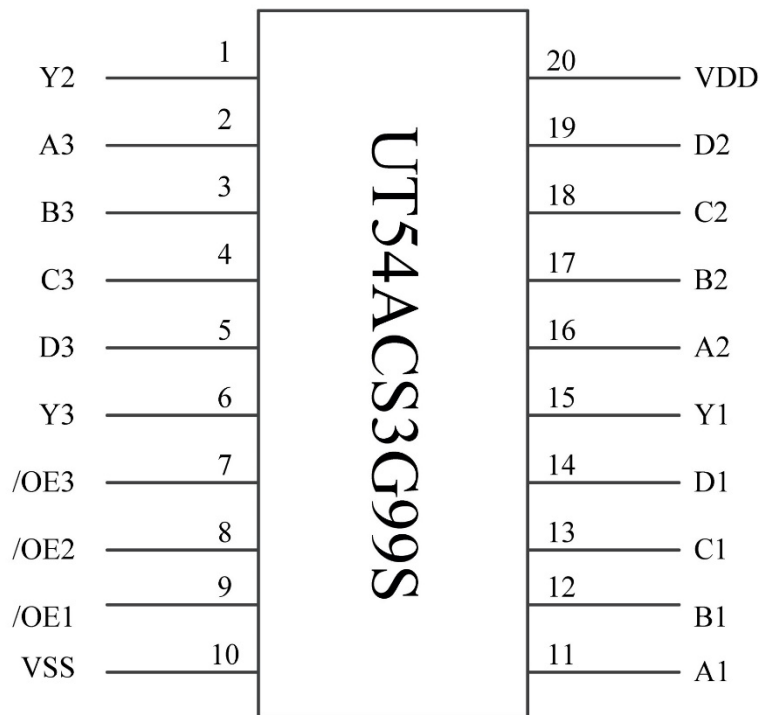 Y2 1 20 VDD
A3 2 19 D2
B3 3 18 C2
C3 4 17 B2
D3 5 16 A2
Y3 6 15 Y1
/OE3 7 14 D1
/OE2 8 13 C1
/OE1 9 12 B1
VSS 10 11 A1
UT54ACS3G99S